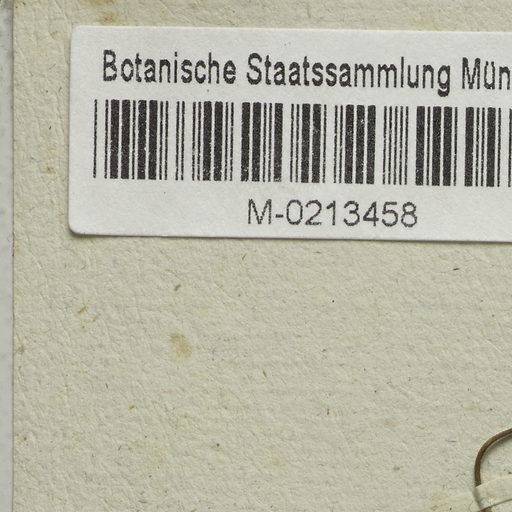 Botanische Staatssammlung Mün
M-0213458